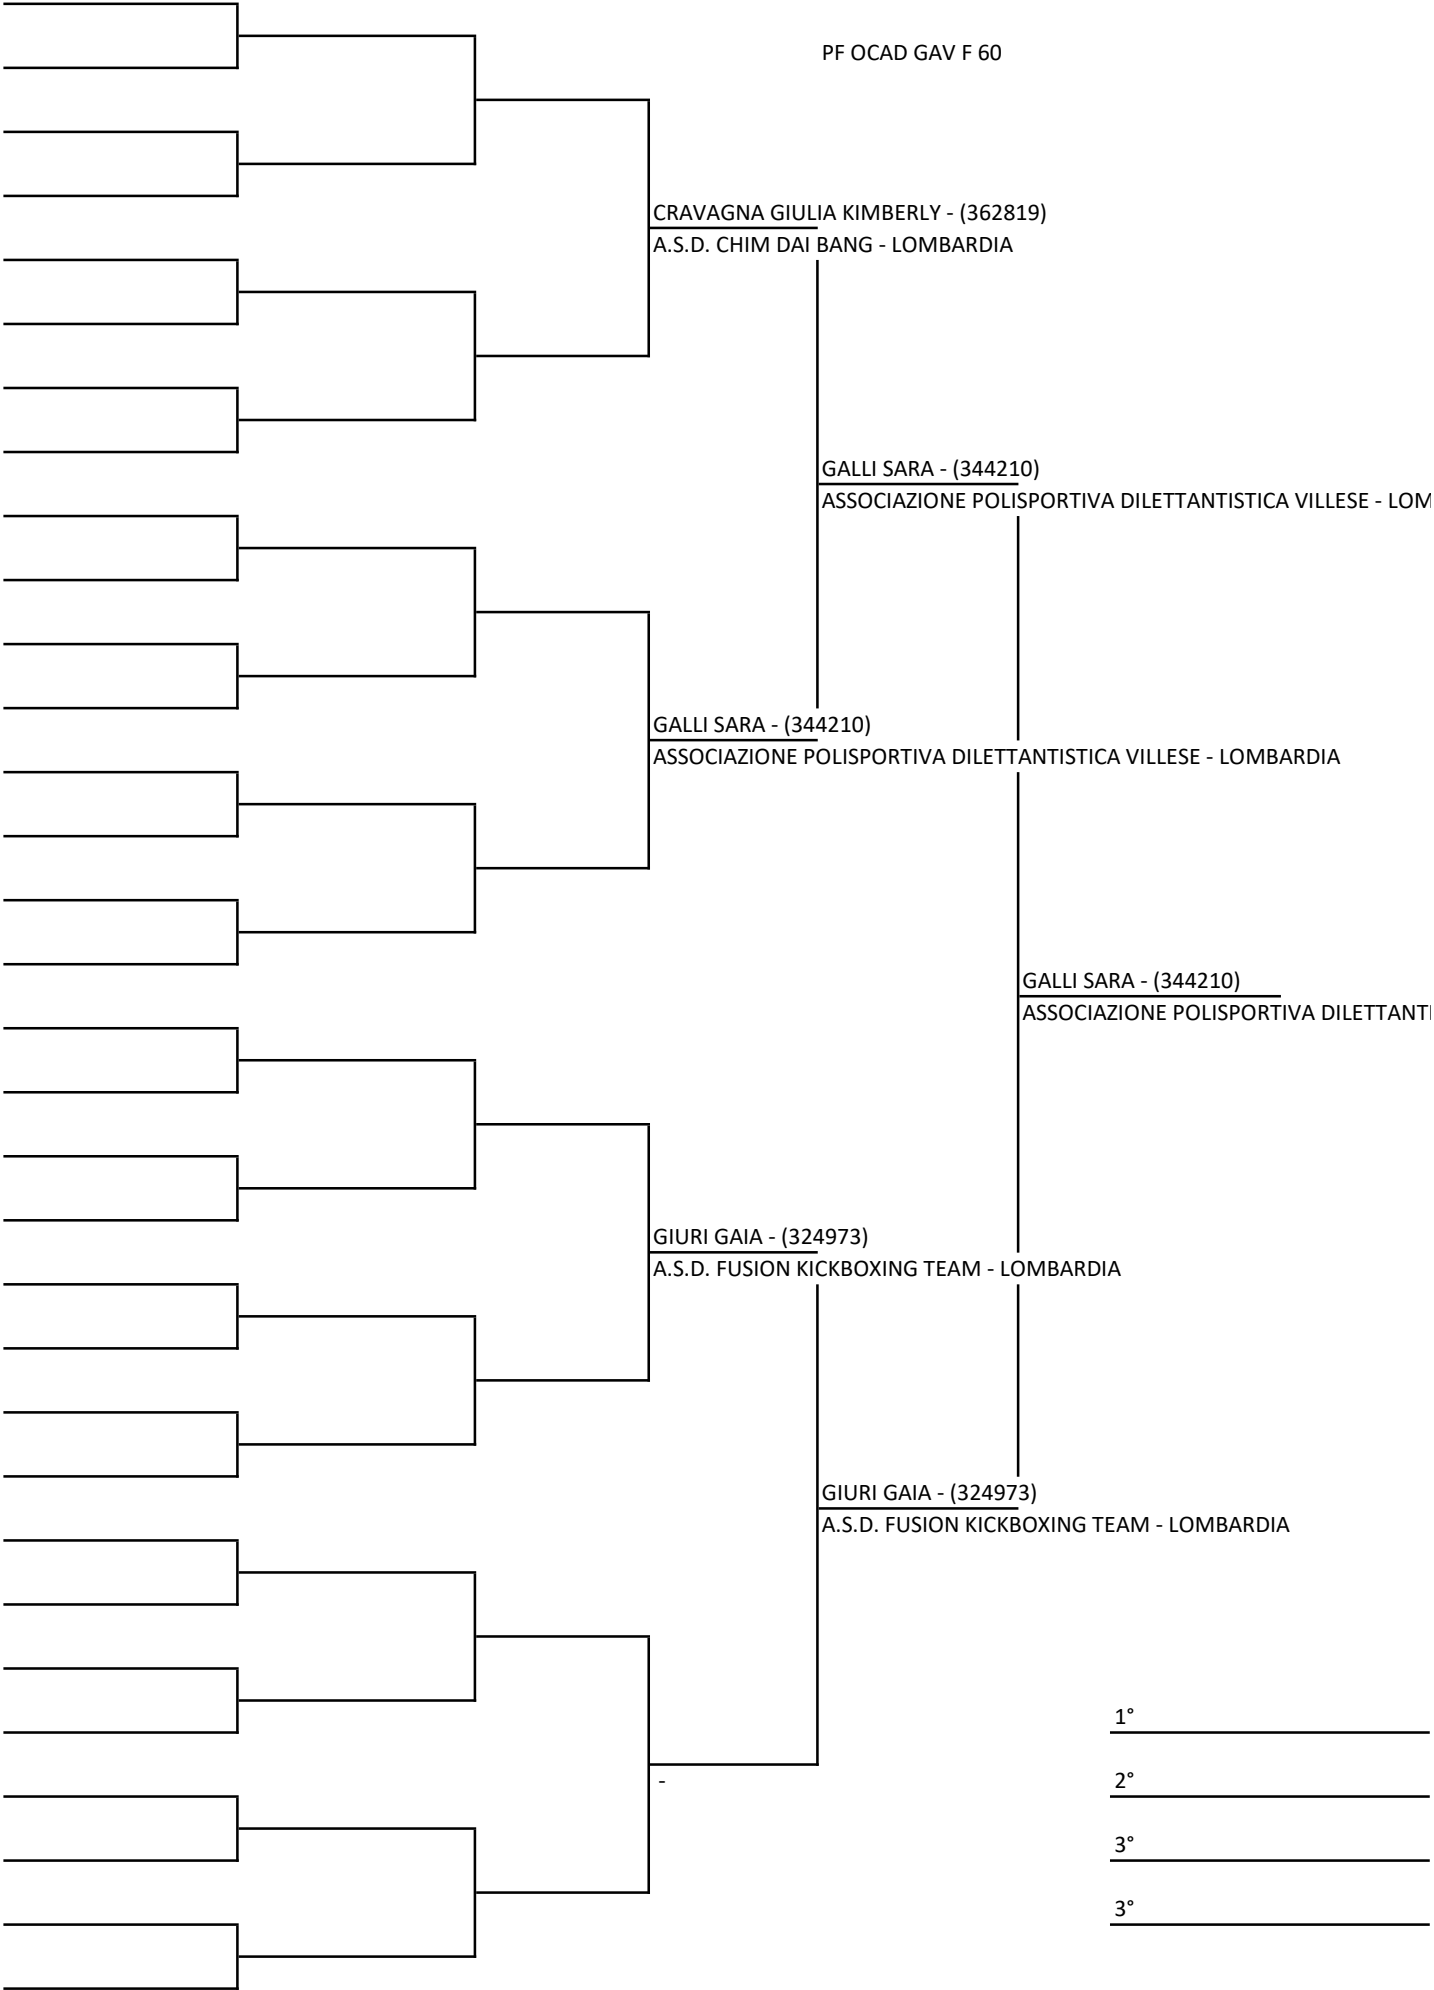 PF OCAD GAV F 60
CRAVAGNA GIULIA KIMBERLY - (362819)
A.S.D. CHIM DAI BANG - LOMBARDIA
GALLI SARA - (344210)
ASSOCIAZIONE POLISPORTIVA DILETTANTISTICA VILLESE - LOM
GALLI SARA - (344210)
ASSOCIAZIONE POLISPORTIVA DILETTANTISTICA VILLESE - LOMBARDIA
GALLI SARA - (344210)
ASSOCIAZIONE POLISPORTIVA DILETTANTI
GIURI GAIA - (324973)
A.S.D. FUSION KICKBOXING TEAM - LOMBARDIA
GIURI GAIA - (324973)
A.S.D. FUSION KICKBOXING TEAM - LOMBARDIA
1°
-
2°
3°
3°